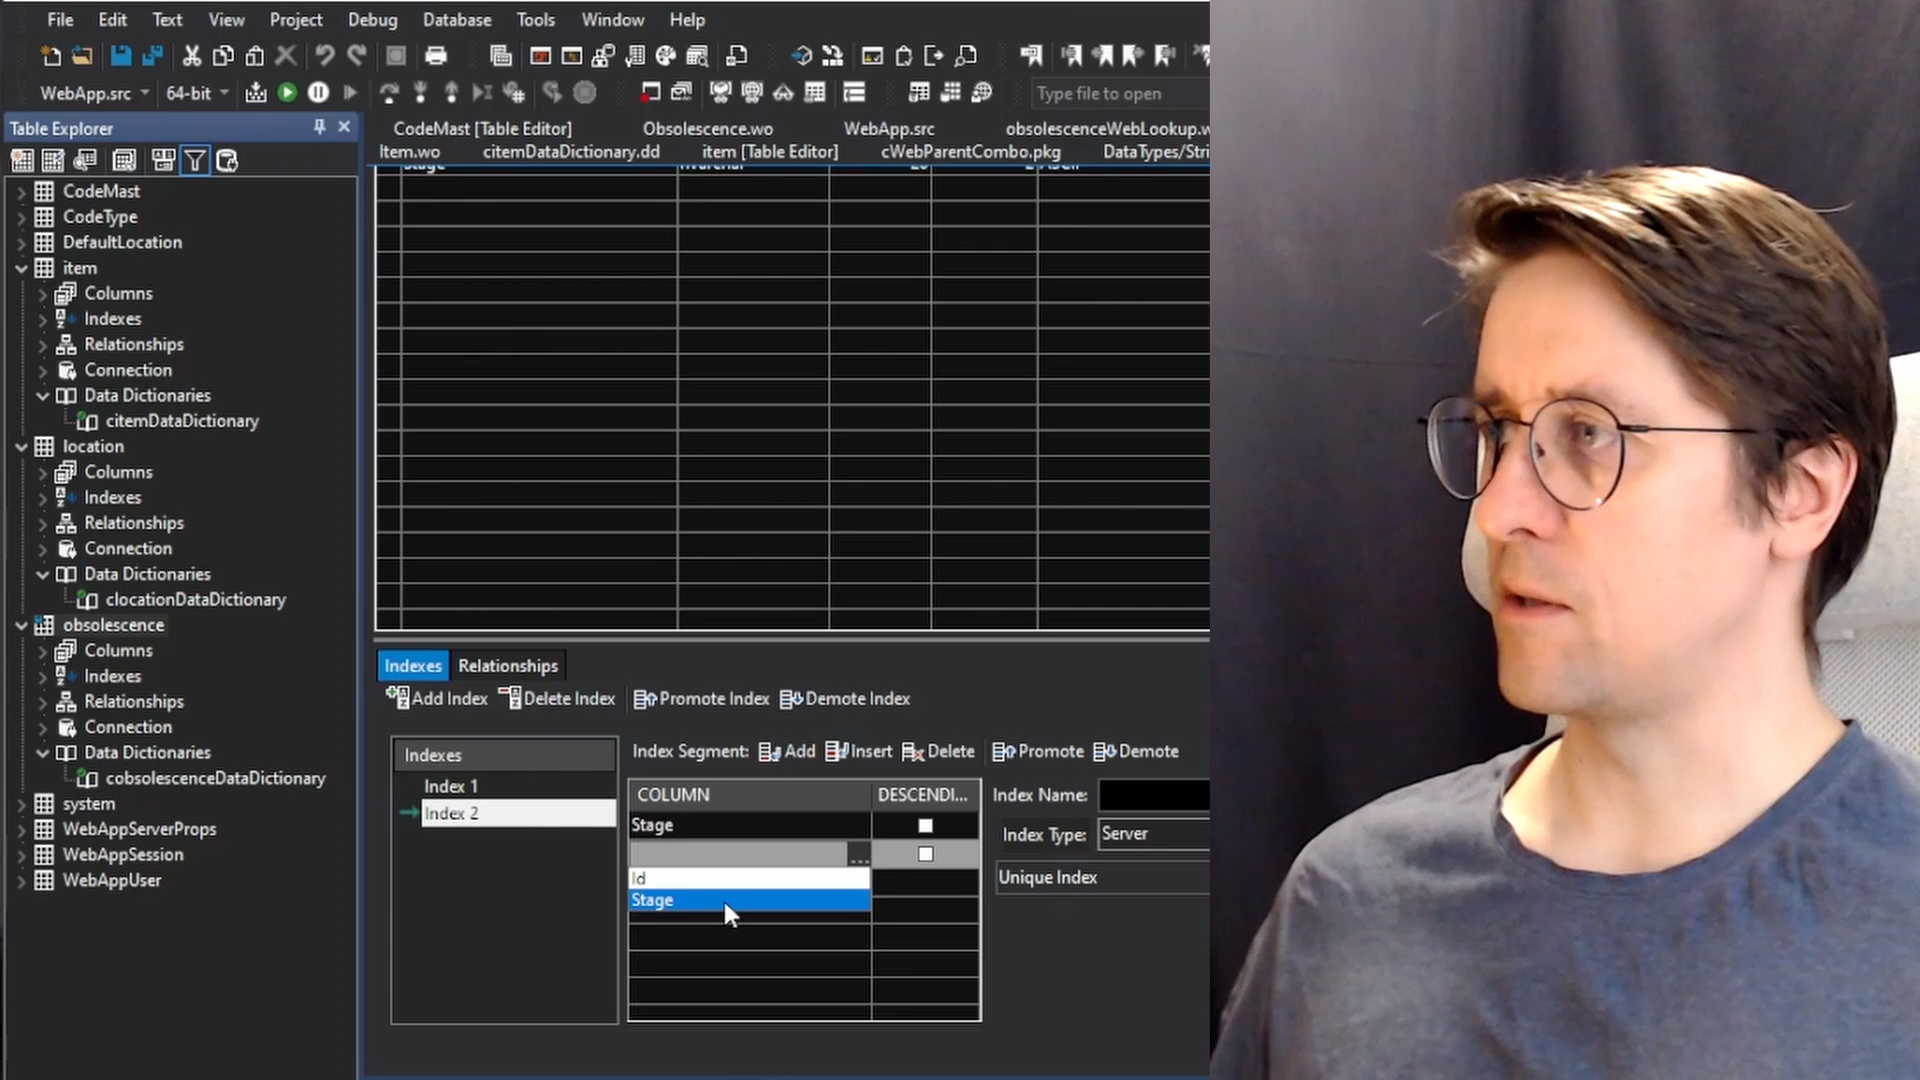 File Edit Text View Project Debug Database Tools Window Help
WebApp.src 64-bit Type file to open
Table Explorer
CodeMast [Table Editor] Obsolescence.wo WebApp.src obsolescenceWebLookup.w
Item.wo citemDataDictionary.dd item [Table Editor] cWebParentCombo.pkg DataTypes/Stri
CodeMast
CodeType
DefaultLocation
item
Columns
Indexes
Relationships
Connection
Data Dictionaries
citemDataDictionary
location
Columns
Indexes
Relationships
Connection
Data Dictionaries
clocationDataDictionary
obsolescence
Columns
Indexes
Relationships
Connection
Data Dictionaries
cobsolescenceDataDictionary
system
WebAppServerProps
WebAppSession
WebAppUser
Indexes Relationships
Add Index Delete Index Promote Index Demote Index
Indexes
Index 1
Index 2
Index Segment: Add Insert Delete Promote Demote
COLUMN DESCENDI...
Stage
...
Id
Stage
Index Name:
Index Type: Server
Unique Index